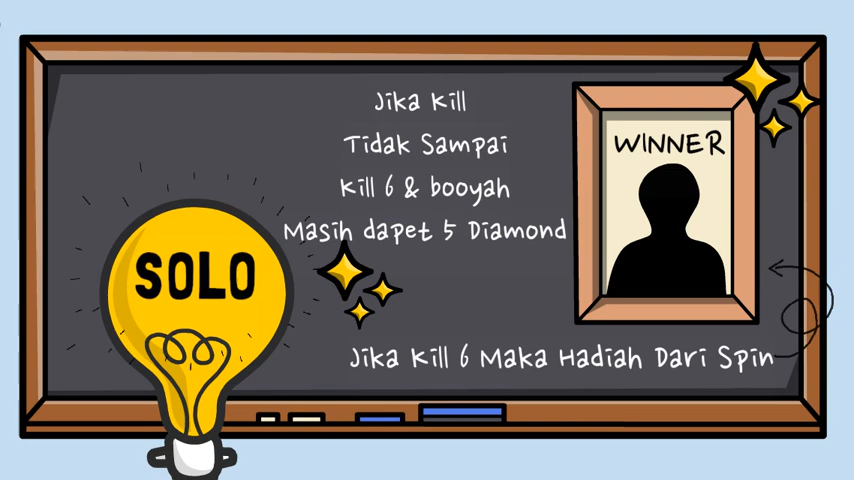 Jika Kill
Tidak Sampai
Kill 6 & booyah
Masih dapet 5 Diamond
WINNER
SOLO
Jika Kill 6 Maka Hadiah Dari Spin